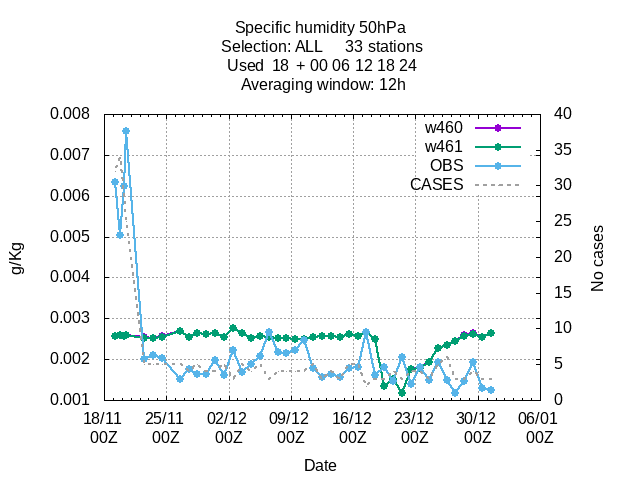 Specific humidity 50hPa
Selection: ALL 33 stations
Used 18 + 00 06 12 18 24
Averaging window: 12h
0.008
0.007
0.006
0.005
0.004
0.003
0.002
0.001
g/Kg
w460
w461
OBS
CASES
40
35
30
25
20
15
10
5
0
No cases
18/11 25/11 02/12 09/12 16/12 23/12 30/12 06/01
00Z 00Z 00Z 00Z 00Z 00Z 00Z 00Z
Date